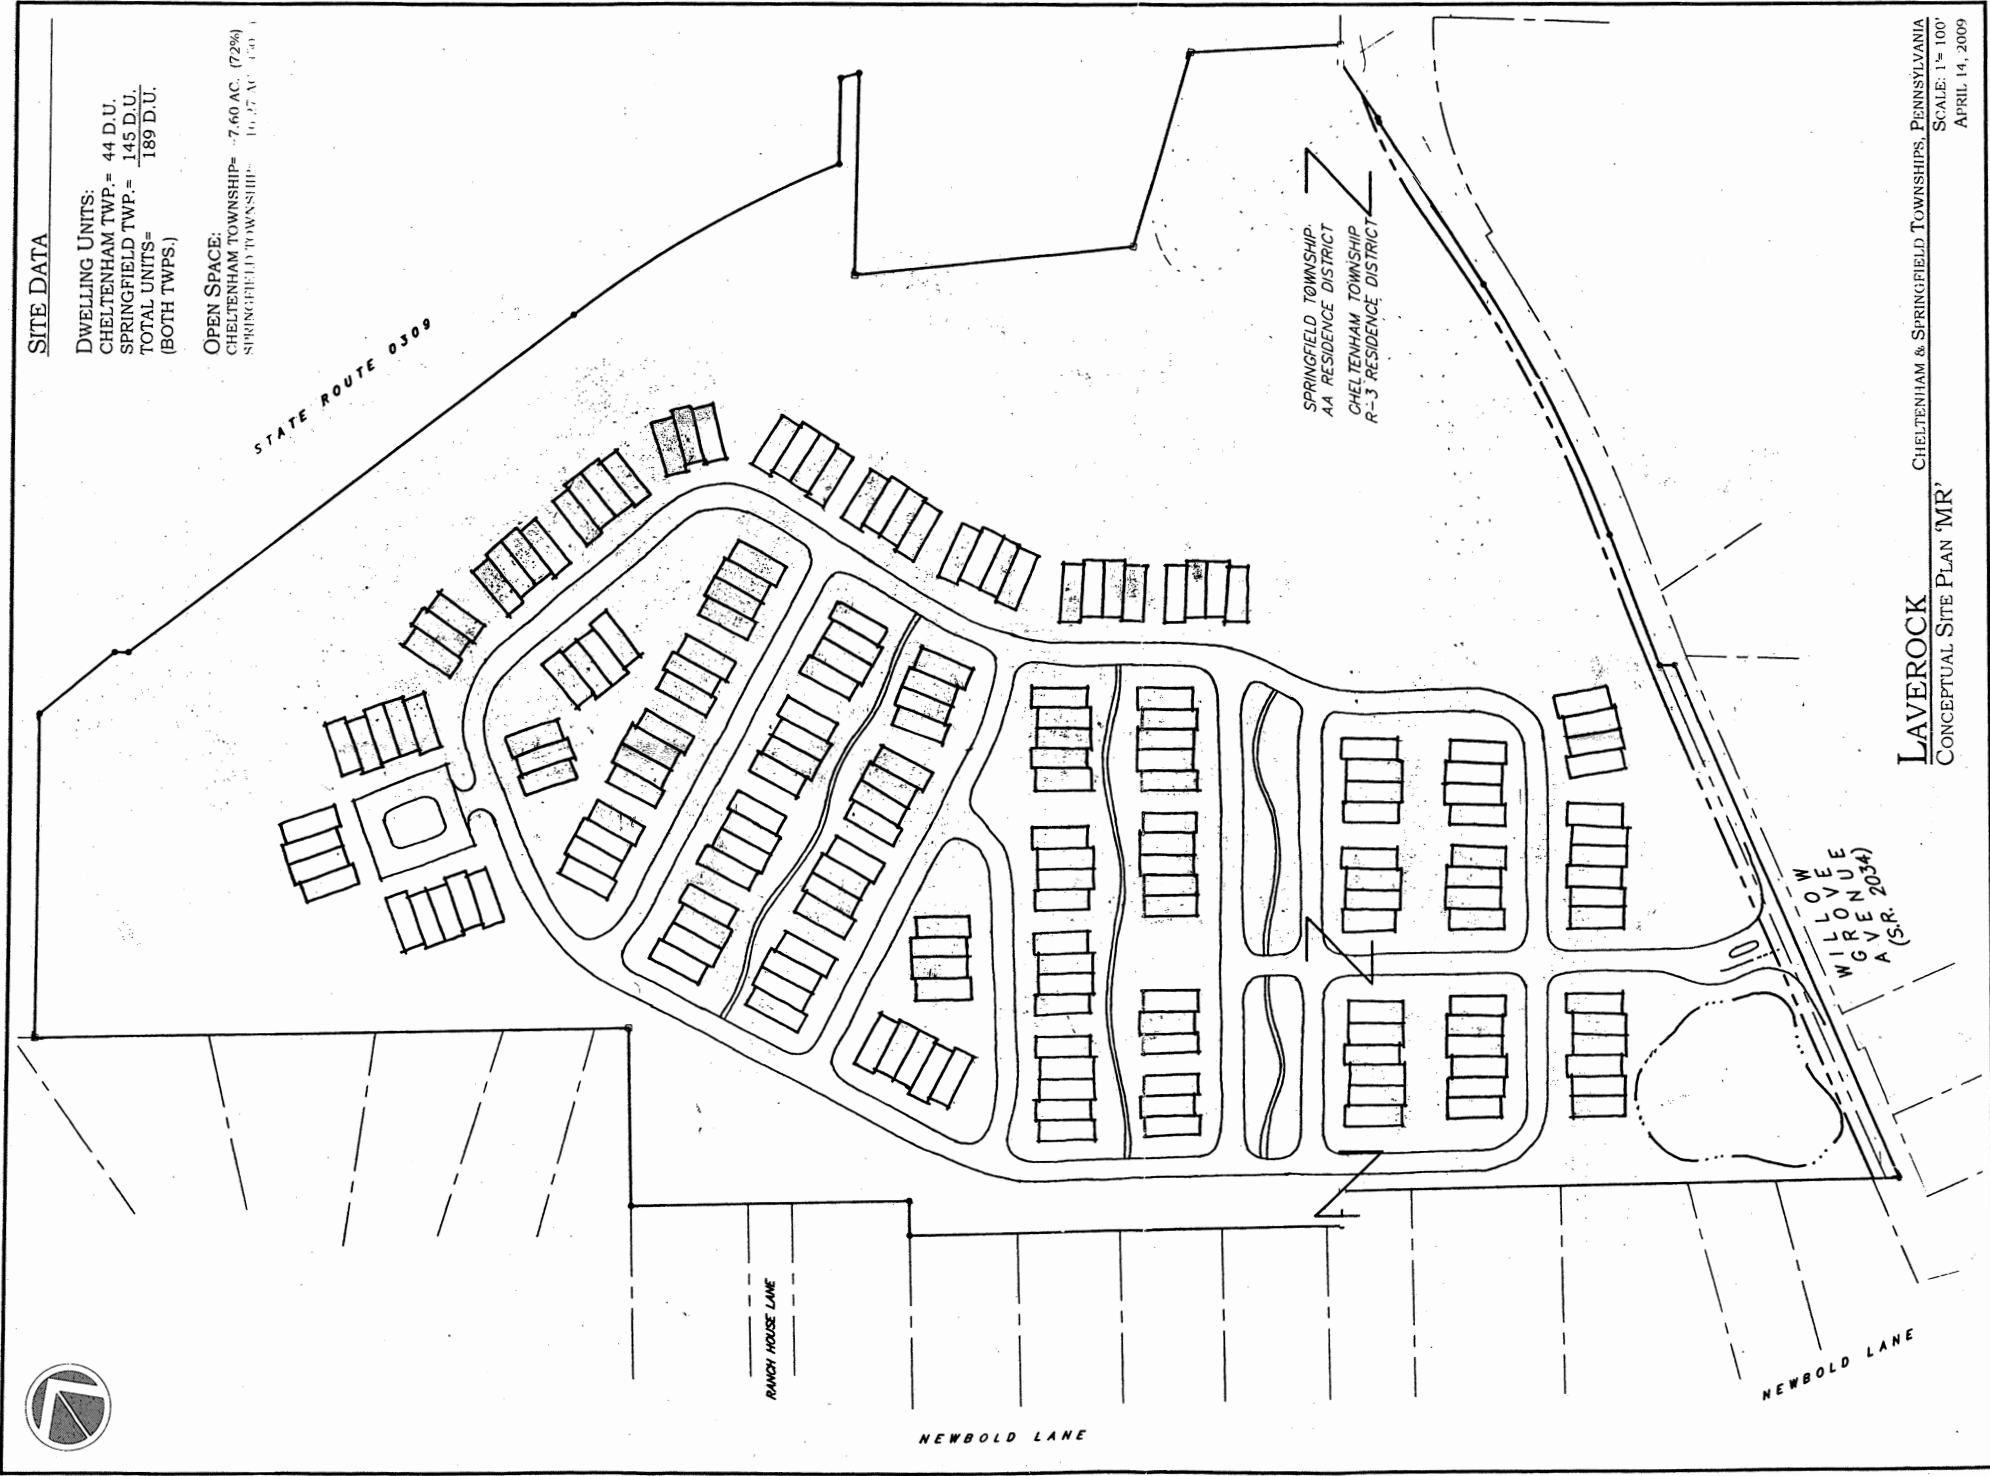 SITE DATA
DWELLING UNITS:
CHELTENHAM TWP.= 44 D.U.
SPRINGFIELD TWP.= 145 D.U.
TOTAL UNITS= 189 D.U.
(BOTH TWPS.)
OPEN SPACE:
CHELTENHAM TOWNSHIP= 7.60 AC. (72%)
SPRINGFIELD TOWNSHIP=
STATE ROUTE 0309
SPRINGFIELD TOWNSHIP
AA RESIDENCE DISTRICT
CHELTENHAM TOWNSHIP
R-3 RESIDENCE DISTRICT
WILLOW
GROVE
AVENUE
(S.R. 2034)
RANCH HOUSE LANE
NEWBOLD LANE
NEWBOLD LANE
LAVEROCK
CONCEPTUAL SITE PLAN 'MR'
CHELTENHAM & SPRINGFIELD TOWNSHIPS, PENNSYLVANIA
SCALE: 1"= 100'
APRIL 14, 2009